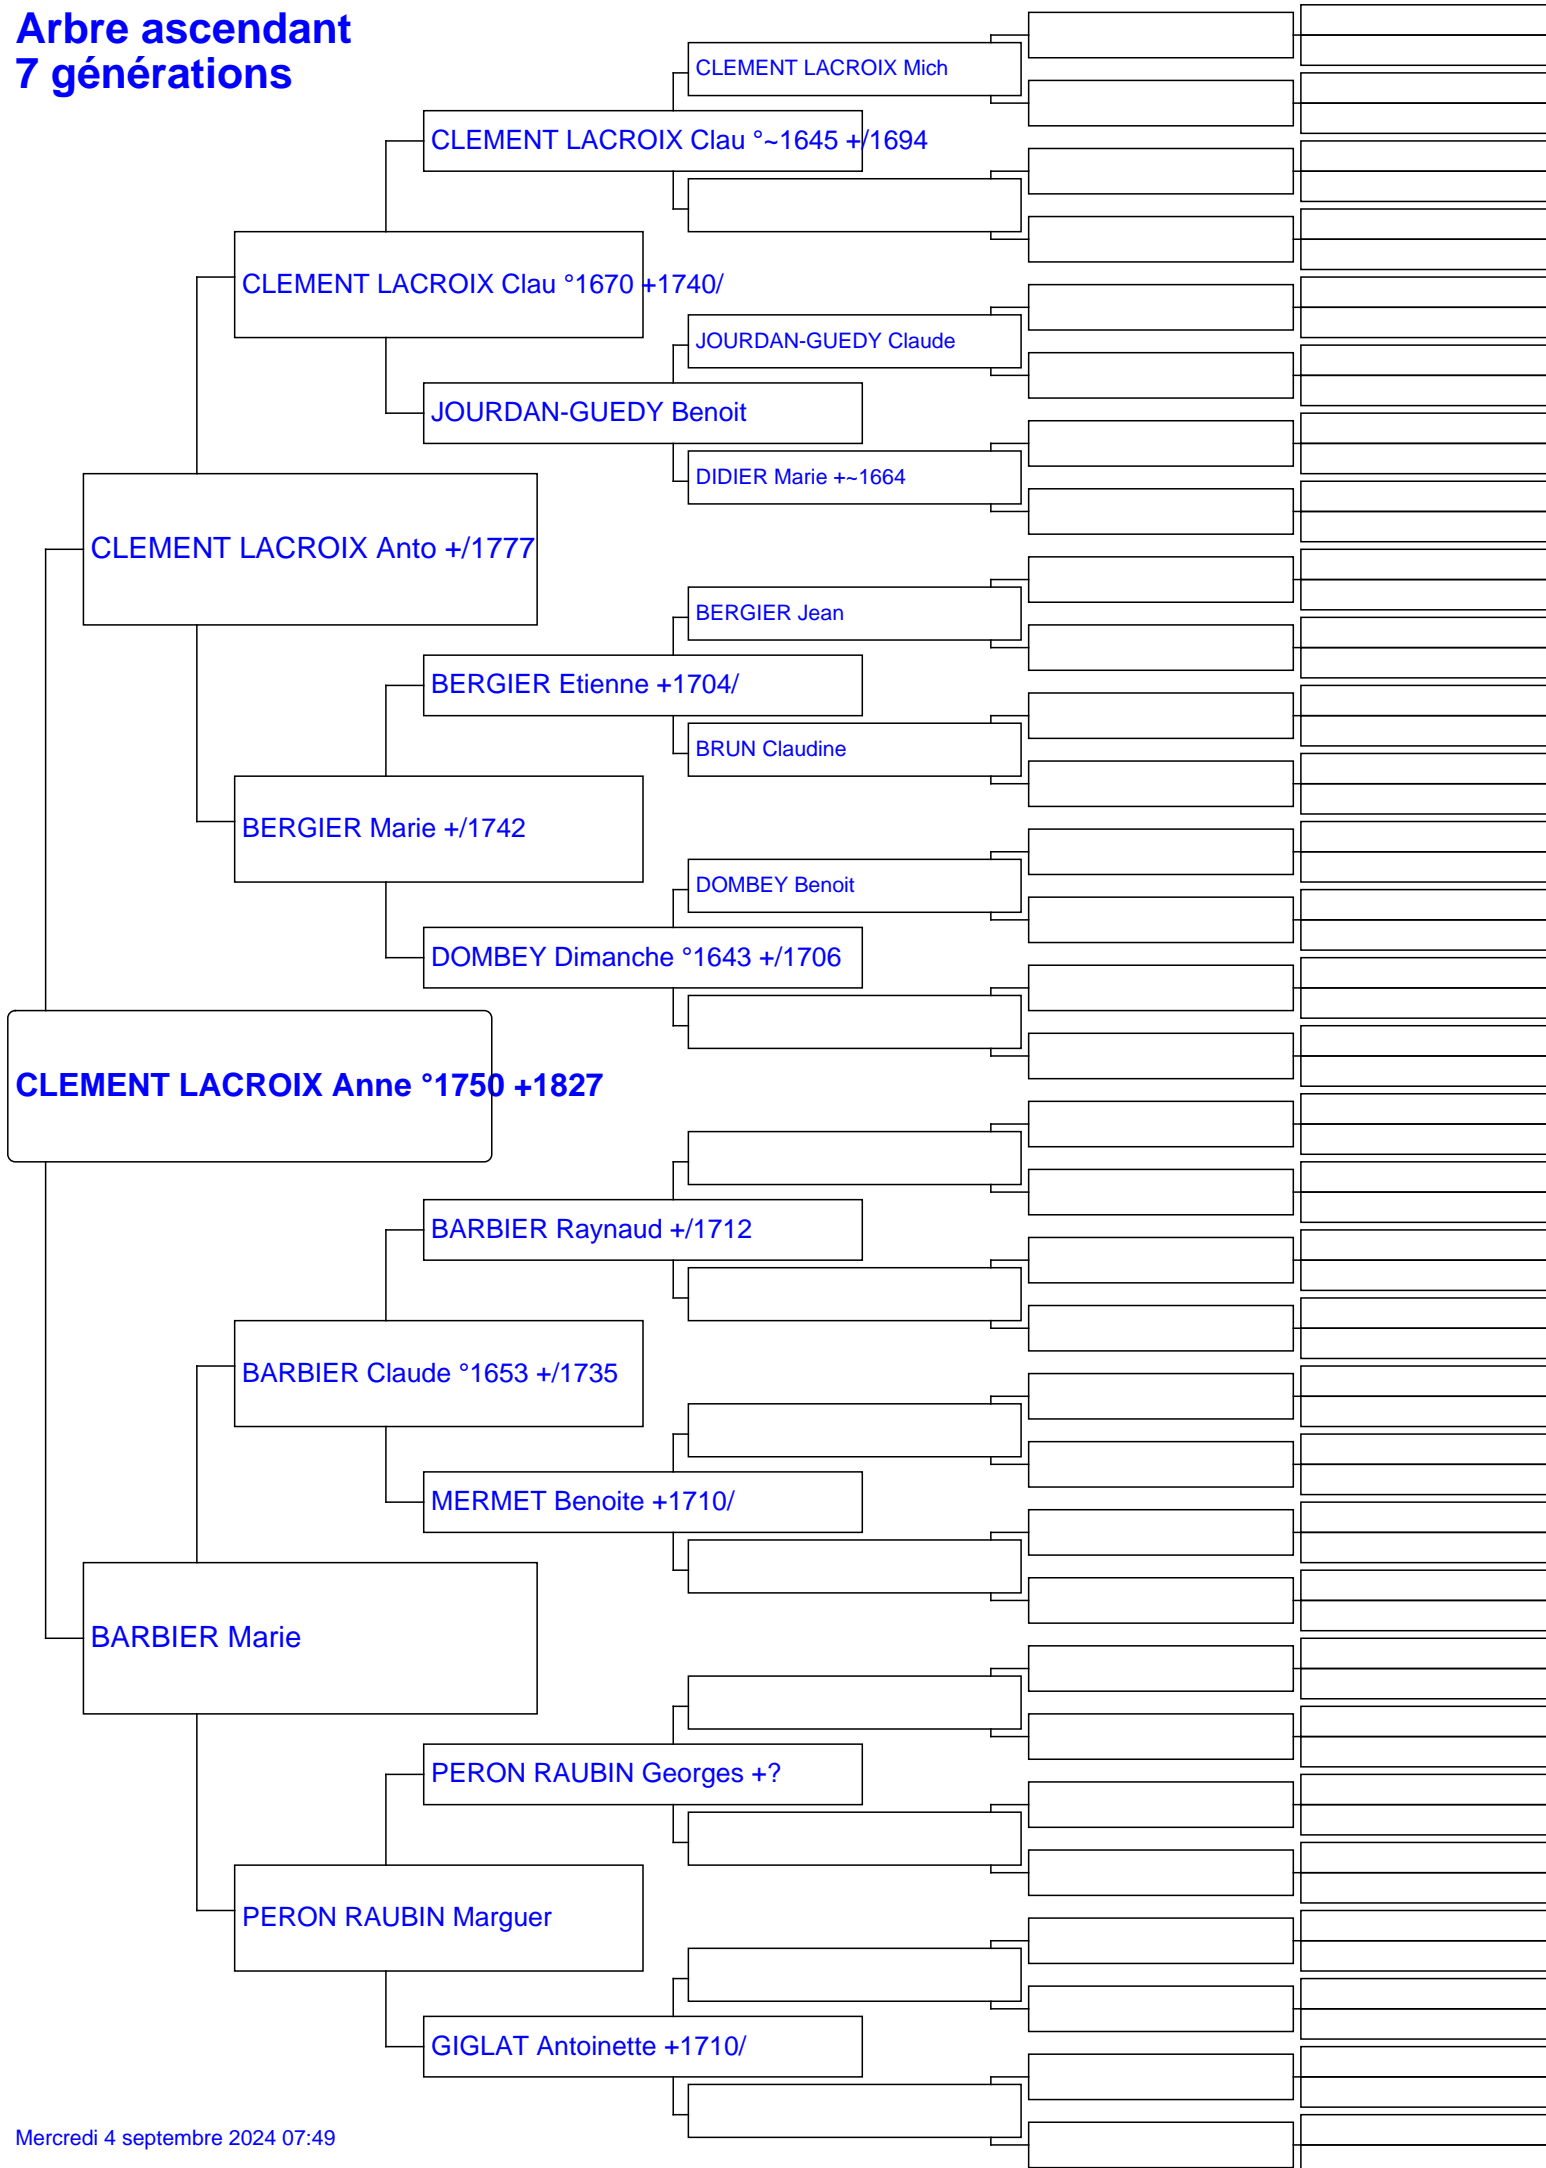 Arbre ascendant
7 générations
CLEMENT LACROIX Mich
CLEMENT LACROIX Clau °~1645 +/1694
CLEMENT LACROIX Clau °1670 +1740/
JOURDAN-GUEDY Claude
JOURDAN-GUEDY Benoit
DIDIER Marie +~1664
CLEMENT LACROIX Anto +/1777
BERGIER Jean
BERGIER Etienne +1704/
BRUN Claudine
BERGIER Marie +/1742
DOMBEY Benoit
DOMBEY Dimanche °1643 +/1706
CLEMENT LACROIX Anne °1750 +1827
BARBIER Raynaud +/1712
BARBIER Claude °1653 +/1735
MERMET Benoite +1710/
BARBIER Marie
PERON RAUBIN Georges +?
PERON RAUBIN Marguer
GIGLAT Antoinette +1710/
Mercredi 4 septembre 2024 07:49